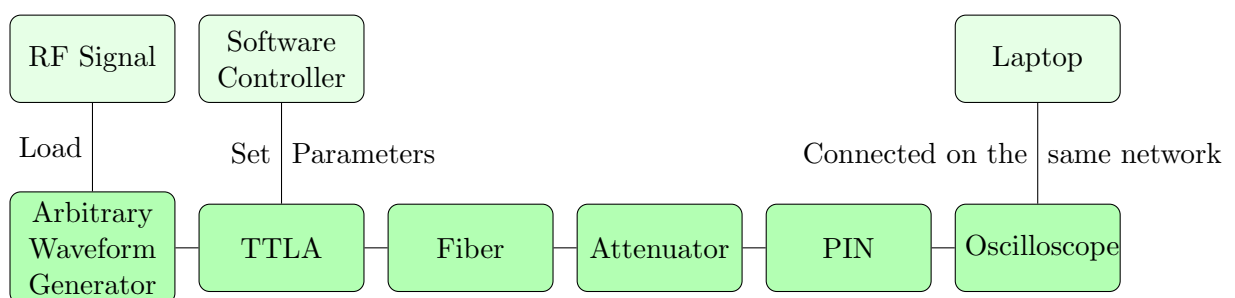 RF Signal
Software
Controller
Laptop
Load
Set Parameters
Connected on the same network
Arbitrary
Waveform
Generator
TTLA
Fiber
Attenuator
PIN
Oscilloscope